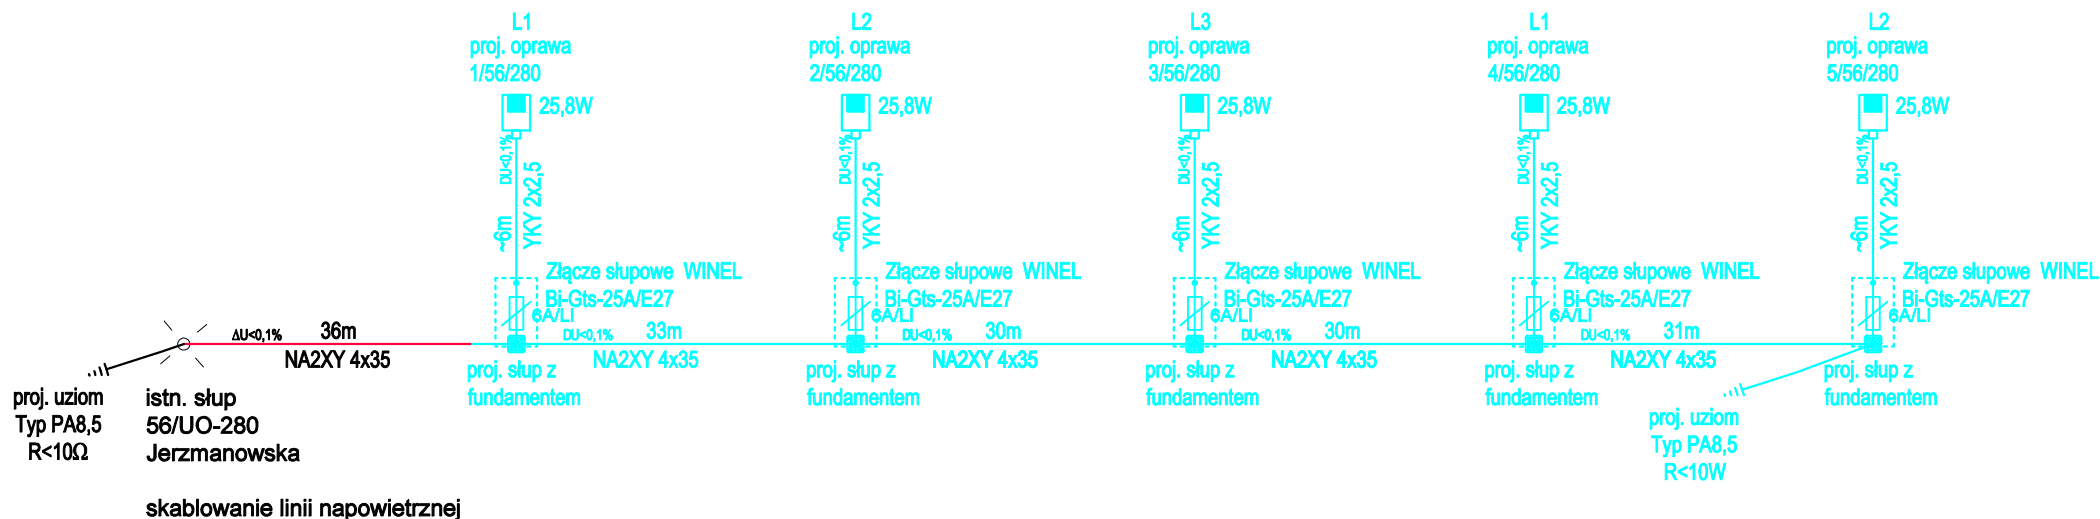 L1
proj. oprawa
1/56/280
25,8W
DU<0,1%
~6m
YKY 2x2,5
Złącze słupowe WINEL
Bi-Gts-25A/E27
6A/LI
proj. słup z
fundamentem
L2
proj. oprawa
2/56/280
25,8W
DU<0,1%
~6m
YKY 2x2,5
Złącze słupowe WINEL
Bi-Gts-25A/E27
6A/LI
proj. słup z
fundamentem
L3
proj. oprawa
3/56/280
25,8W
DU<0,1%
~6m
YKY 2x2,5
Złącze słupowe WINEL
Bi-Gts-25A/E27
6A/LI
proj. słup z
fundamentem
L1
proj. oprawa
4/56/280
25,8W
DU<0,1%
~6m
YKY 2x2,5
Złącze słupowe WINEL
Bi-Gts-25A/E27
6A/LI
proj. słup z
fundamentem
L2
proj. oprawa
5/56/280
25,8W
DU<0,1%
~6m
YKY 2x2,5
Złącze słupowe WINEL
Bi-Gts-25A/E27
6A/LI
proj. słup z
fundamentem
ΔU<0,1%
36m
NA2XY 4x35
DU<0,1%
33m
NA2XY 4x35
DU<0,1%
30m
NA2XY 4x35
DU<0,1%
30m
NA2XY 4x35
DU<0,1%
31m
NA2XY 4x35
proj. uziom
Typ PA8,5
R<10Ω
istn. słup
56/UO-280
Jerzmanowska
skablowanie linii napowietrznej
proj. uziom
Typ PA8,5
R<10W